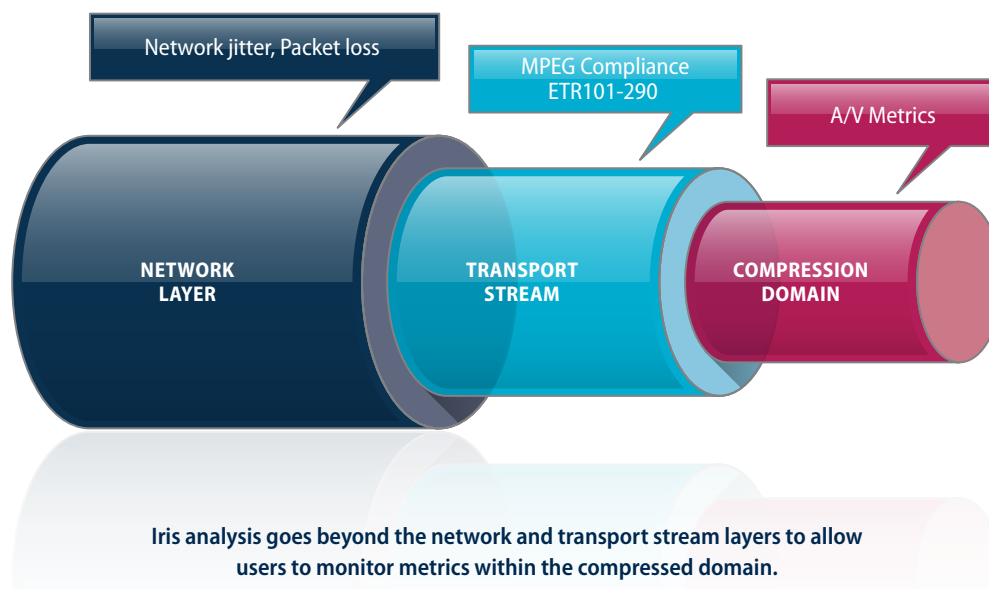 Network jitter, Packet loss
MPEG Compliance
ETR101-290
A/V Metrics
NETWORK
LAYER
TRANSPORT
STREAM
COMPRESSION
DOMAIN
Iris analysis goes beyond the network and transport stream layers to allow
users to monitor metrics within the compressed domain.